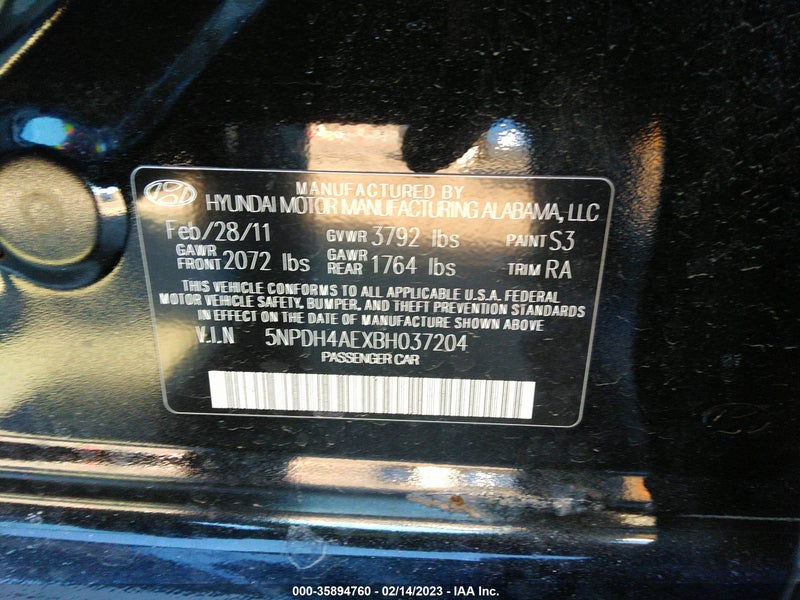 MANUFACTURED BY
HYUNDAI MOTOR MANUFACTURING ALABAMA, LLC
Feb/28/11 GVWR 3792 lbs PAINT S3
GAWR FRONT 2072 lbs GAWR REAR 1764 lbs TRIM RA
THIS VEHICLE CONFORMS TO ALL APPLICABLE U.S.A. FEDERAL
MOTOR VEHICLE SAFETY, BUMPER, AND THEFT PREVENTION STANDARDS
IN EFFECT ON THE DATE OF MANUFACTURE SHOWN ABOVE.
V.I.N 5NPDH4AEXBH037204
PASSENGER CAR
000-35894760 - 02/14/2023 - IAA Inc.